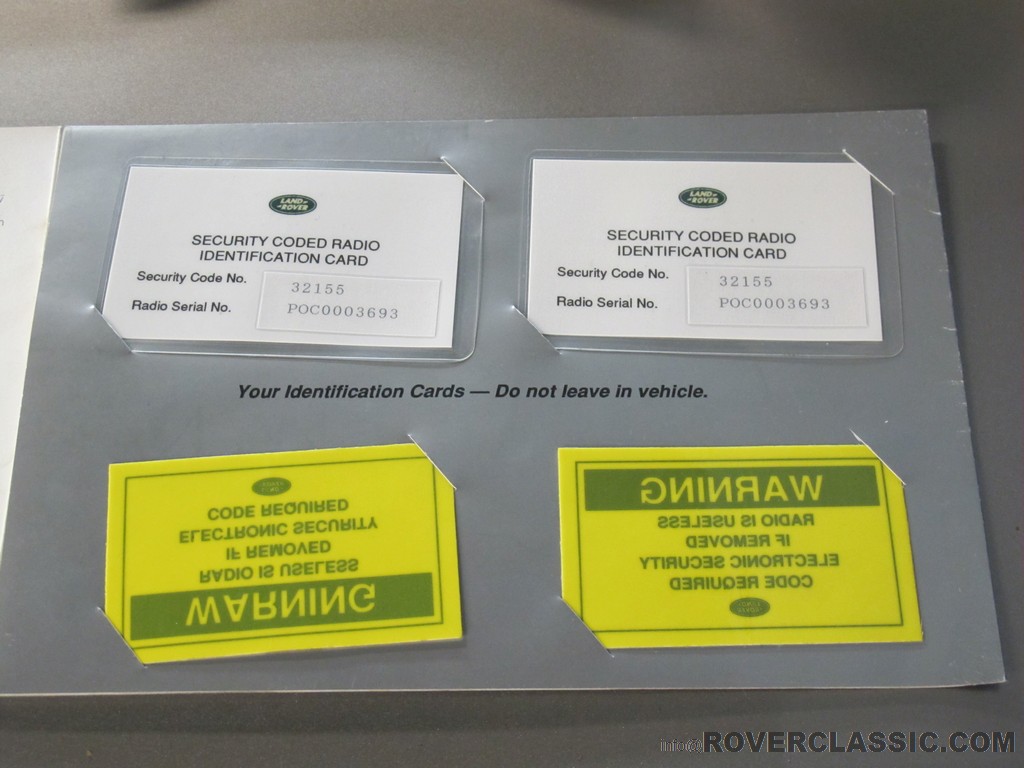 LAND-
-ROVER
SECURITY CODED RADIO
IDENTIFICATION CARD
Security Code No. 32155
Radio Serial No. POC0003693
LAND-
-ROVER
SECURITY CODED RADIO
IDENTIFICATION CARD
Security Code No. 32155
Radio Serial No. POC0003693
Your Identification Cards — Do not leave in vehicle.
CODE REQUIRED
ELECTRONIC SECURITY
IF REMOVED
RADIO IS USELESS
WARNING
WARNING
RADIO IS USELESS
IF REMOVED
ELECTRONIC SECURITY
CODE REQUIRED
info@ROVERCLASSIC.COM